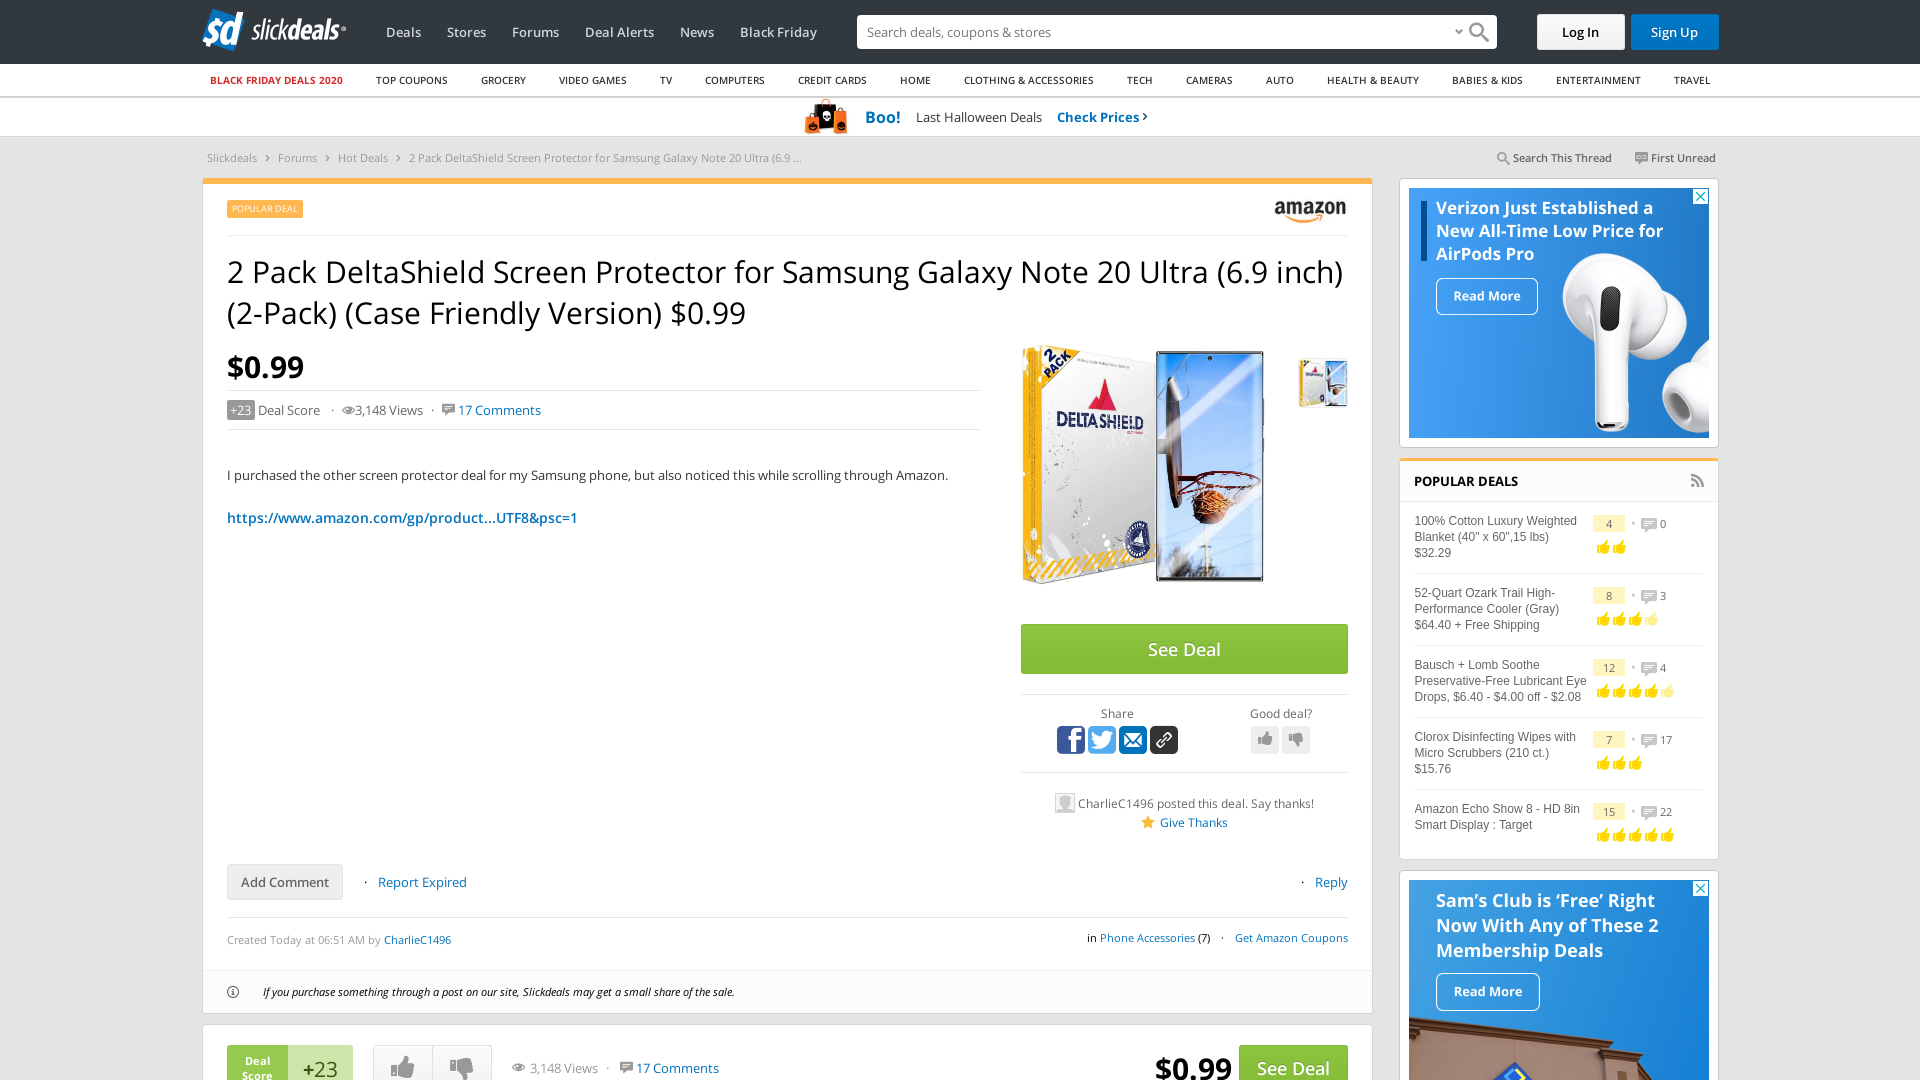 $d slickdeals
Deals Stores Forums Deal Alerts News Black Friday
Search deals, coupons & stores
Log In Sign Up
BLACK FRIDAY DEALS 2020 TOP COUPONS GROCERY VIDEO GAMES TV COMPUTERS CREDIT CARDS HOME CLOTHING & ACCESSORIES TECH CAMERAS AUTO HEALTH & BEAUTY BABIES & KIDS ENTERTAINMENT TRAVEL
Boo! Last Halloween Deals Check Prices
Slickdeals Forums Hot Deals 2 Pack DeltaShield Screen Protector for Samsung Galaxy Note 20 Ultra (6.9 ...
Search This Thread First Unread
POPULAR DEAL
amazon
2 Pack DeltaShield Screen Protector for Samsung Galaxy Note 20 Ultra (6.9 inch)
(2-Pack) (Case Friendly Version) $0.99
$0.99
+23 Deal Score · 3,148 Views · 17 Comments
I purchased the other screen protector deal for my Samsung phone, but also noticed this while scrolling through Amazon.
https://www.amazon.com/gp/product...UTF8&psc=1
2 PACK
DELTASHIELD
See Deal
Share
Good deal?
CharlieC1496 posted this deal. Say thanks!
Give Thanks
Add Comment · Report Expired
· Reply
Created Today at 06:51 AM by CharlieC1496
in Phone Accessories (7) · Get Amazon Coupons
If you purchase something through a post on our site, Slickdeals may get a small share of the sale.
Deal
Score
+23
3,148 Views · 17 Comments
$0.99
See Deal
Verizon Just Established a
New All-Time Low Price for
AirPods Pro
Read More
POPULAR DEALS
100% Cotton Luxury Weighted
Blanket (40" x 60",15 lbs)
$32.29
4 · 0
52-Quart Ozark Trail High-
Performance Cooler (Gray)
$64.40 + Free Shipping
8 · 3
Bausch + Lomb Soothe
Preservative-Free Lubricant Eye
Drops, $6.40 - $4.00 off - $2.08
12 · 4
Clorox Disinfecting Wipes with
Micro Scrubbers (210 ct.)
$15.76
7 · 17
Amazon Echo Show 8 - HD 8in
Smart Display : Target
15 · 22
Sam's Club is 'Free' Right
Now With Any of These 2
Membership Deals
Read More